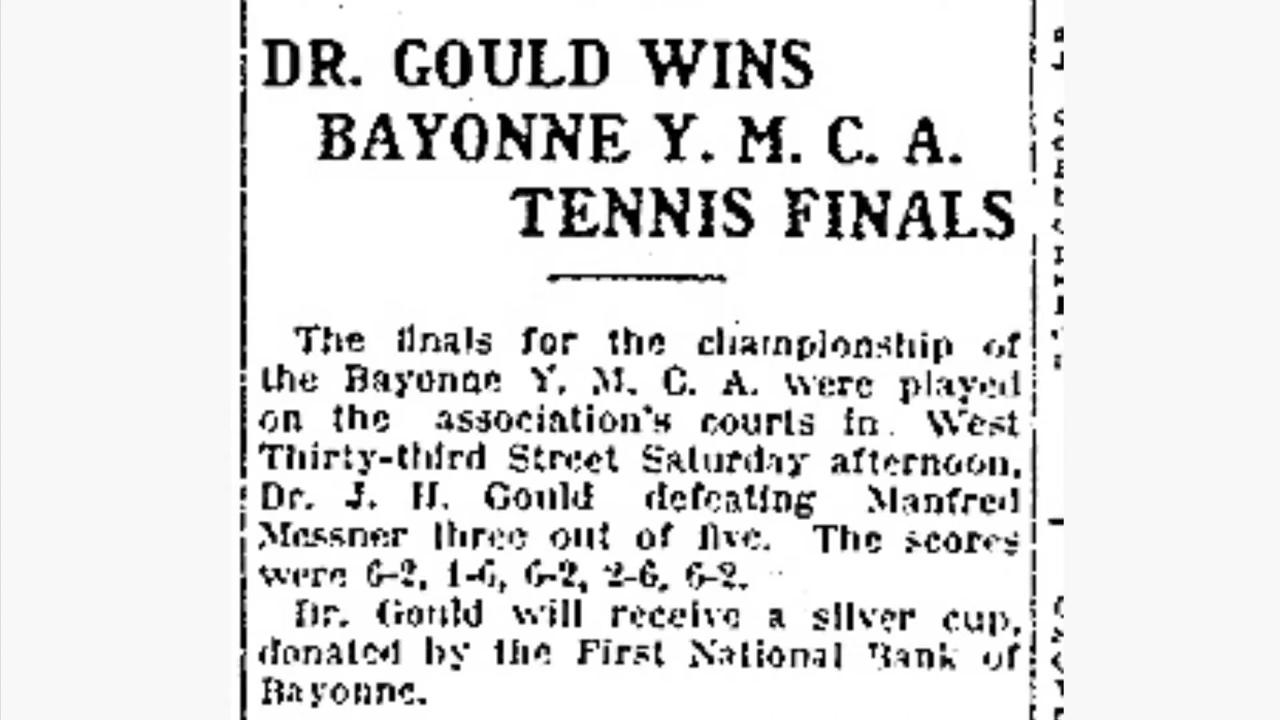 DR. GOULD WINS
BAYONNE Y. M. C. A.
TENNIS FINALS
The finals for the championship of
the Bayonne Y. M. C. A. were played
on the association's courts in West
Thirty-third Street Saturday afternoon,
Dr. J. H. Gould defeating Manfred
Messner three out of five. The scores
were 6-2, 1-6, 6-2, 2-6, 6-2.
Dr. Gould will receive a silver cup,
donated by the First National Bank of
Bayonne.